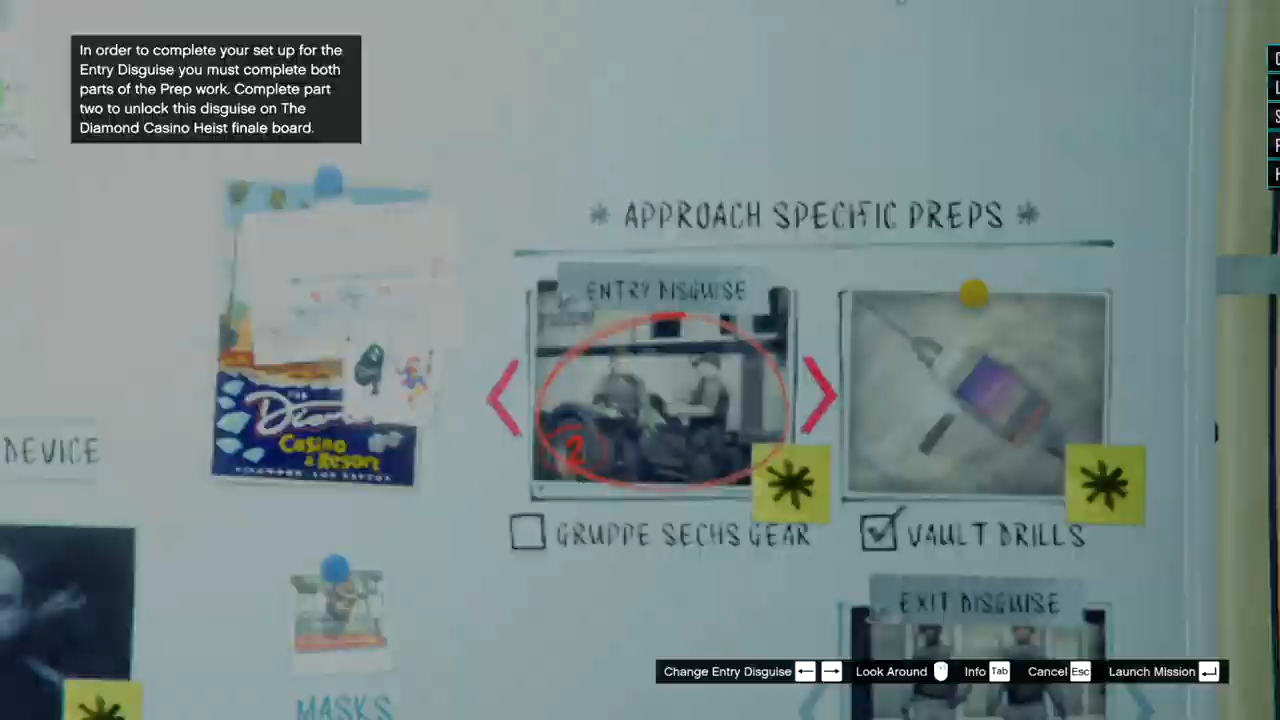 In order to complete your set up for the
Entry Disguise you must complete both
parts of the Prep work. Complete part
two to unlock this disguise on The
Diamond Casino Heist finale board.
* APPROACH SPECIFIC PREPS *
ENTRY DISGUISE
2
THE
Casino
& Resort
DEVICE
GRUPPE SECHS GEAR
VAULT DRILLS
EXIT DISGUISE
MASKS
Change Entry Disguise ← → Look Around Info Tab Cancel Esc Launch Mission